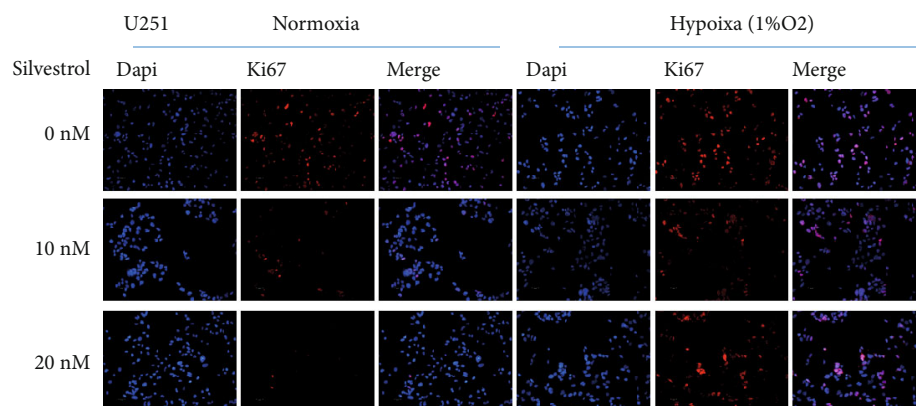 U251 Normoxia Hypoixa (1%O2)
Silvestrol Dapi Ki67 Merge Dapi Ki67 Merge
0 nM
10 nM
20 nM